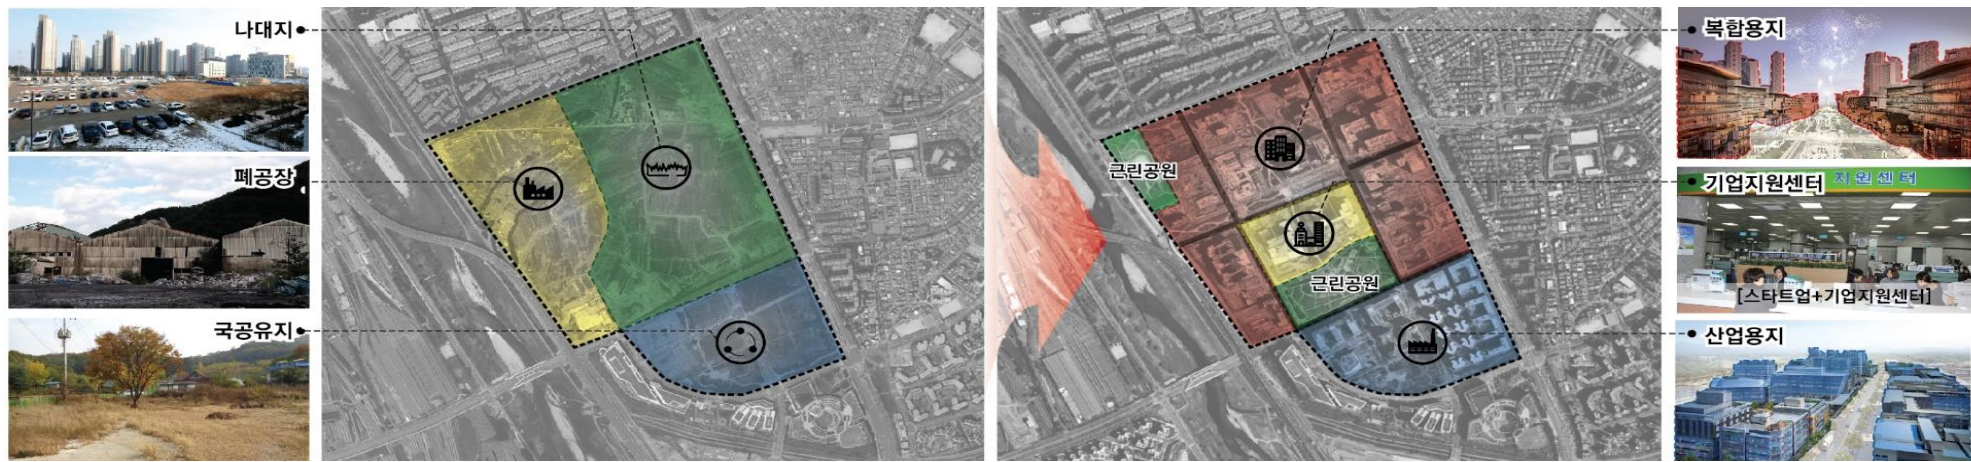 나대지
폐공장
국공유지
근린공원
근린공원
복합용지
기업지원센터
지원센터
[스타트업+기업지원센터]
산업용지